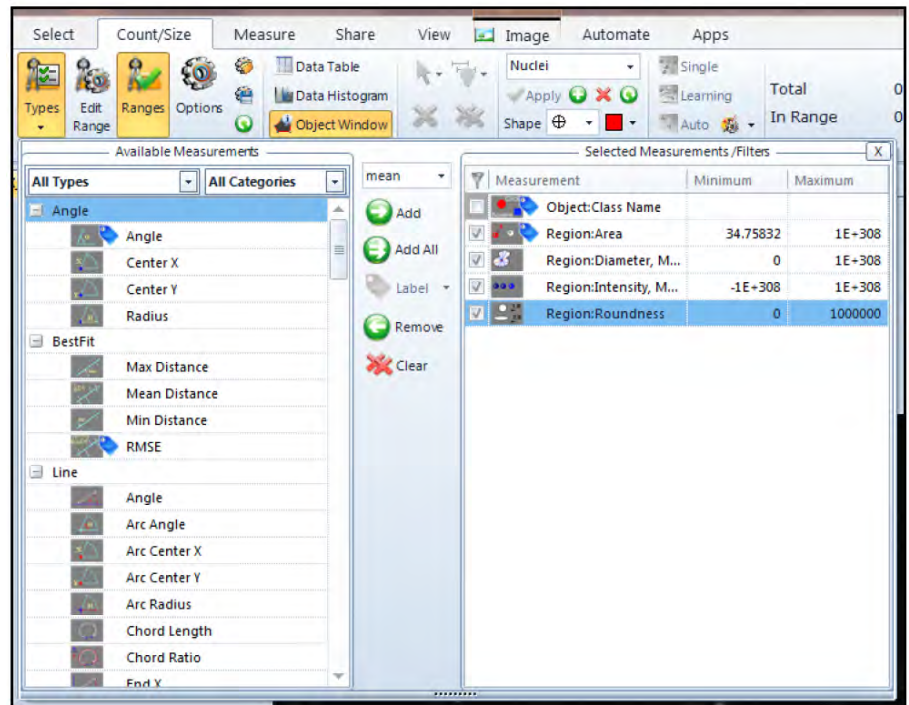 Select Count/Size Measure Share View Image Automate Apps
Types
Edit Range
Ranges
Options
Data Table
Data Histogram
Object Window
Nuclei
Apply
Shape
Single
Learning
Auto
Total 0
In Range 0
Available Measurements
All Types All Categories
Angle
Angle
Center X
Center Y
Radius
BestFit
Max Distance
Mean Distance
Min Distance
RMSE
Line
Angle
Arc Angle
Arc Center X
Arc Center Y
Arc Radius
Chord Length
Chord Ratio
End X
mean
Add
Add All
Label
Remove
Clear
Selected Measurements/Filters X
Measurement Minimum Maximum
Object:Class Name
Region:Area 34.75832 1E+308
Region:Diameter, M... 0 1E+308
Region:Intensity, M... -1E+308 1E+308
Region:Roundness 0 1000000